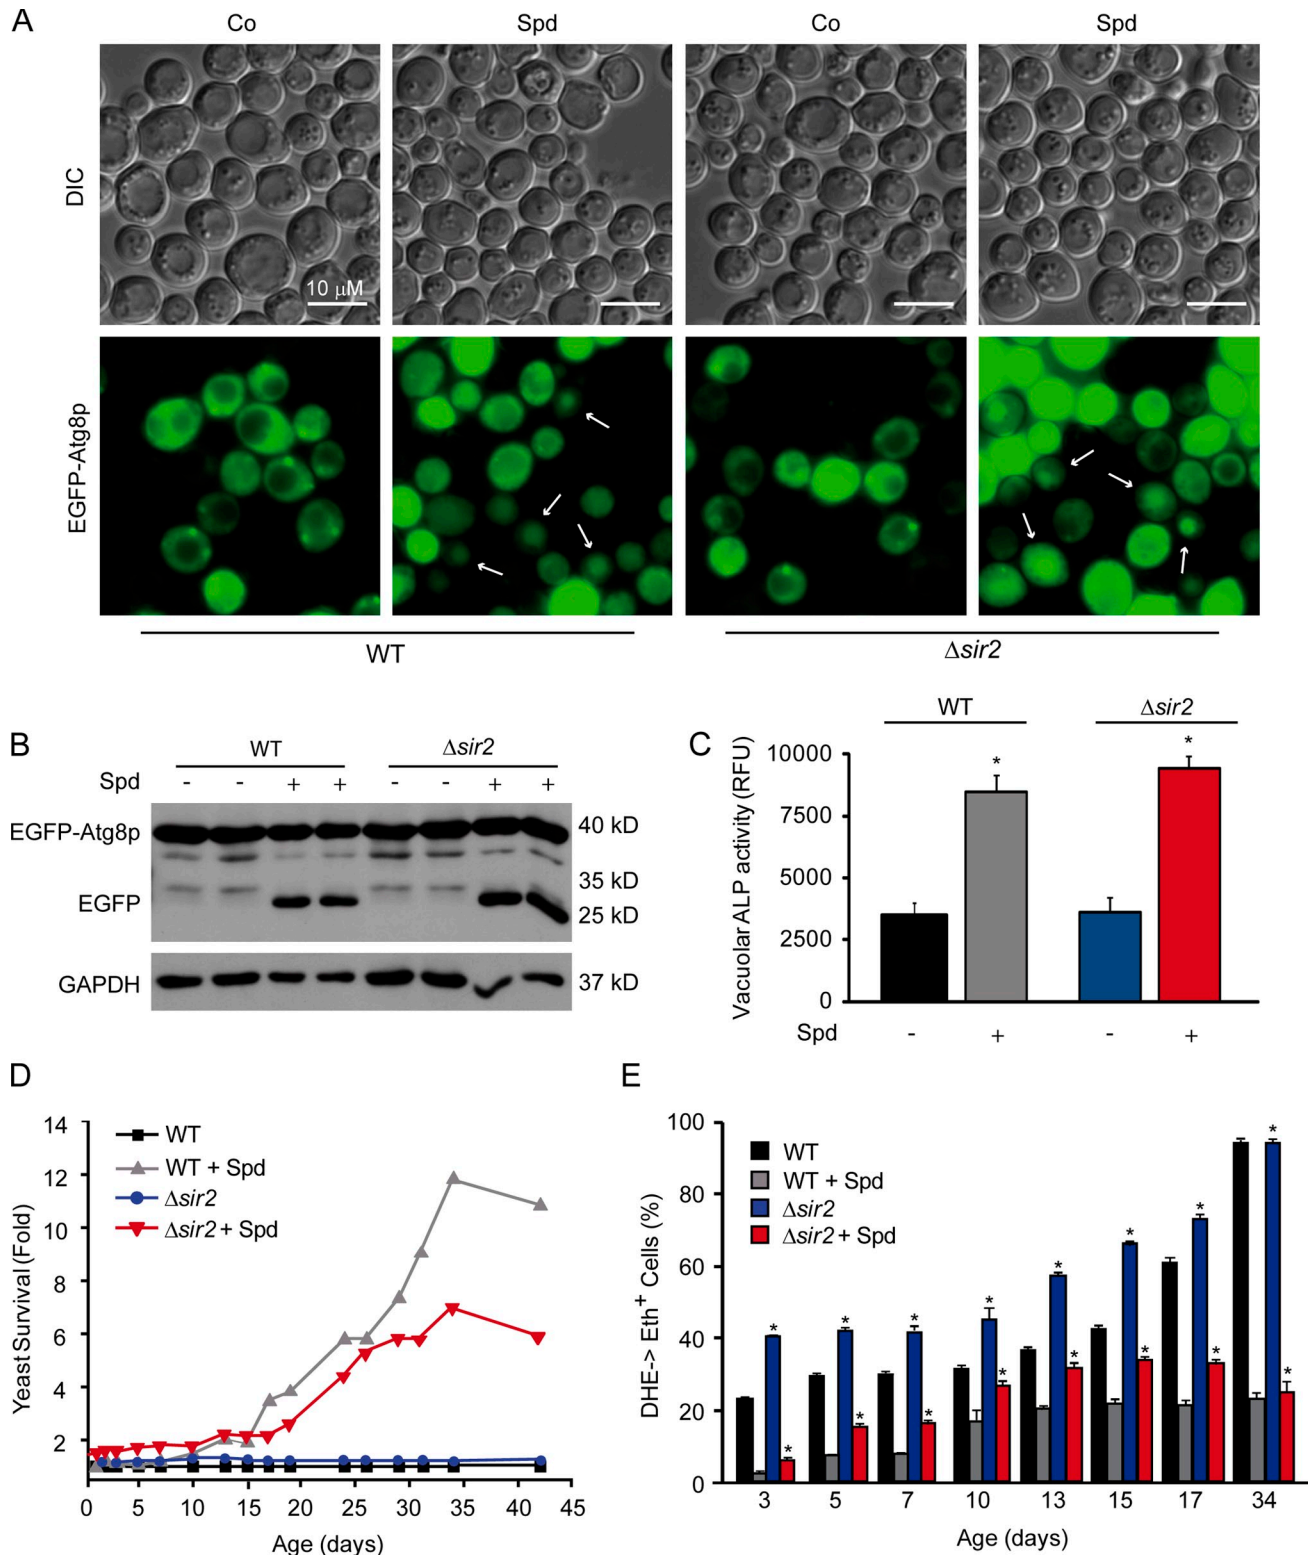 A
Co Spd Co Spd
DIC
10 μM
EGFP-Atg8p
WT Δsir2
B
WT Δsir2
Spd - - + + - - + +
EGFP-Atg8p 40 kD
35 kD
EGFP
25 kD
GAPDH 37 kD
C
WT Δsir2
Vacuolar ALP activity (RFU)
10000
7500
5000
2500
0
* *
Spd - + - +
D
Yeast Survival (Fold)
14
12
10
8
6
4
2
WT
WT + Spd
Δsir2
Δsir2 + Spd
0 5 10 15 20 25 30 35 40 45
Age (days)
E
DHE-> Eth+ Cells (%)
100
80
60
40
20
0
WT
WT + Spd
Δsir2
Δsir2 + Spd
* * * * * * * * * * * * * * * *
3 5 7 10 13 15 17 34
Age (days)